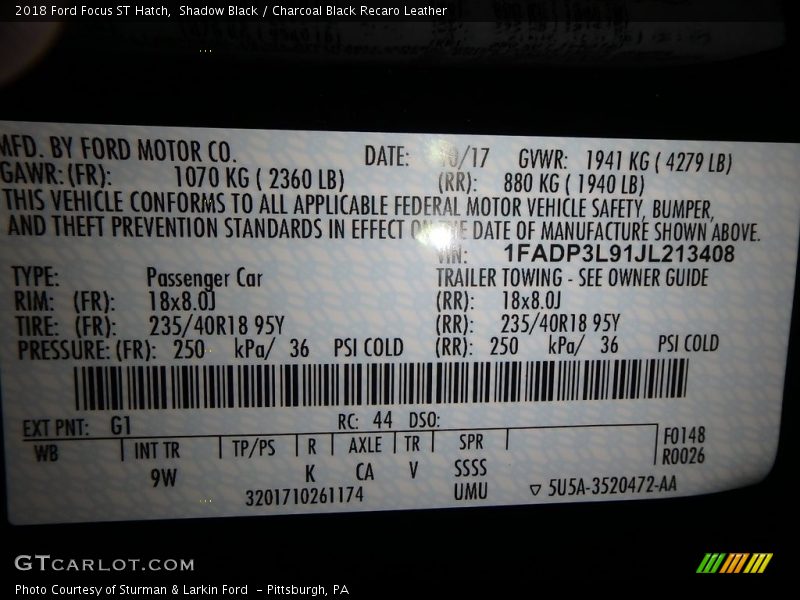 2018 Ford Focus ST Hatch,  Shadow Black / Charcoal Black Recaro Leather
MFD. BY FORD MOTOR CO. DATE: 10/17 GVWR: 1941 KG ( 4279 LB)
GAWR: (FR): 1070 KG ( 2360 LB) (RR): 880 KG ( 1940 LB)
THIS VEHICLE CONFORMS TO ALL APPLICABLE FEDERAL MOTOR VEHICLE SAFETY, BUMPER,
AND THEFT PREVENTION STANDARDS IN EFFECT ON THE DATE OF MANUFACTURE SHOWN ABOVE.
VIN: 1FADP3L91JL213408
TYPE: Passenger Car TRAILER TOWING - SEE OWNER GUIDE
RIM: (FR): 18x8.0J (RR): 18x8.0J
TIRE: (FR): 235/40R18 95Y (RR): 235/40R18 95Y
PRESSURE: (FR): 250 kPa/ 36 PSI COLD (RR): 250 kPa/ 36 PSI COLD
EXT PNT: G1 RC: 44 DSO:
WB INT TR TP/PS R AXLE TR SPR F0148
R0026
9W K CA V SSSS
3201710261174 UMU ▽ 5U5A-3520472-AA
GTCARLOT.COM
Photo Courtesy of Sturman & Larkin Ford  - Pittsburgh, PA